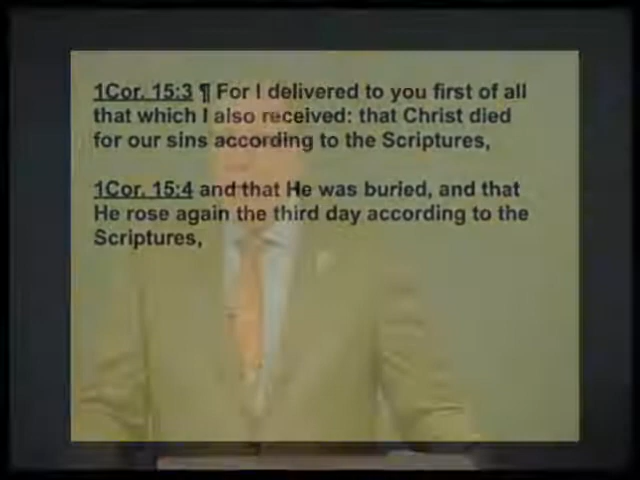 1Cor. 15:3 ¶ For I delivered to you first of all
that which I also received: that Christ died
for our sins according to the Scriptures,
1Cor. 15:4 and that He was buried, and that
He rose again the third day according to the
Scriptures,